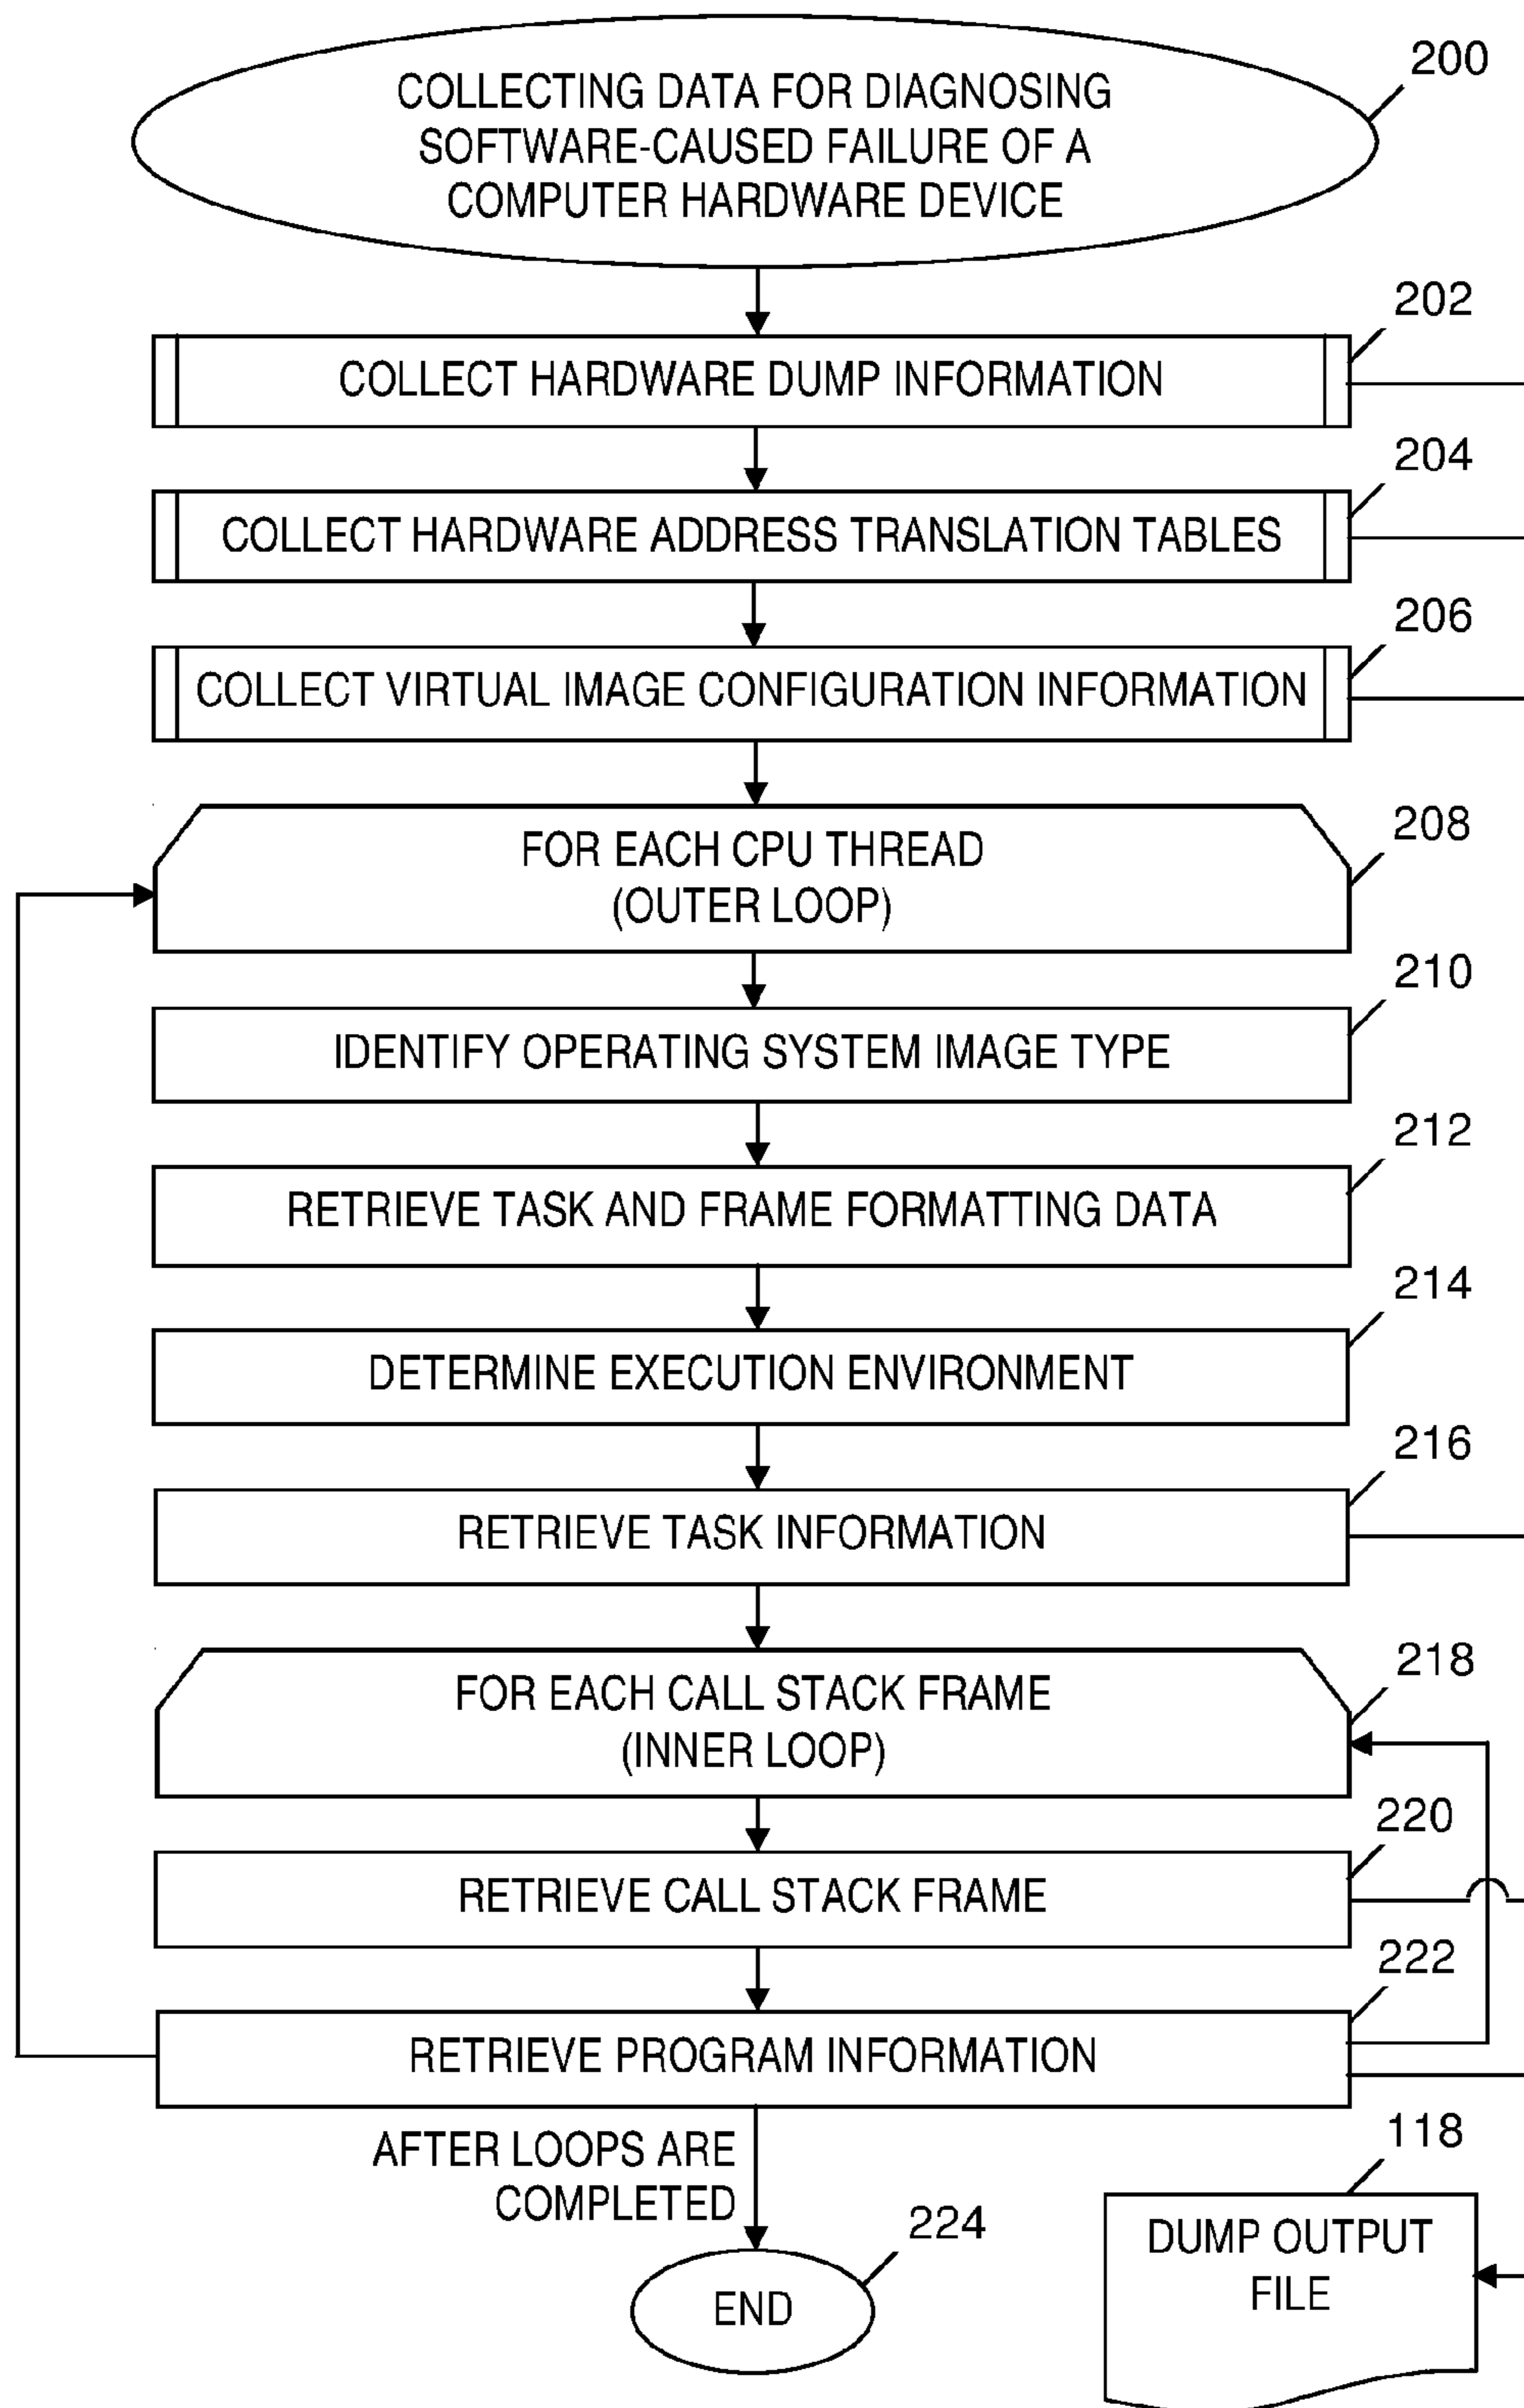 COLLECTING DATA FOR DIAGNOSING
SOFTWARE-CAUSED FAILURE OF A
COMPUTER HARDWARE DEVICE
200
202
COLLECT HARDWARE DUMP INFORMATION
204
COLLECT HARDWARE ADDRESS TRANSLATION TABLES
206
COLLECT VIRTUAL IMAGE CONFIGURATION INFORMATION
208
FOR EACH CPU THREAD
(OUTER LOOP)
210
IDENTIFY OPERATING SYSTEM IMAGE TYPE
212
RETRIEVE TASK AND FRAME FORMATTING DATA
214
DETERMINE EXECUTION ENVIRONMENT
216
RETRIEVE TASK INFORMATION
218
FOR EACH CALL STACK FRAME
(INNER LOOP)
220
RETRIEVE CALL STACK FRAME
222
RETRIEVE PROGRAM INFORMATION
AFTER LOOPS ARE
COMPLETED
118
DUMP OUTPUT
FILE
224
END